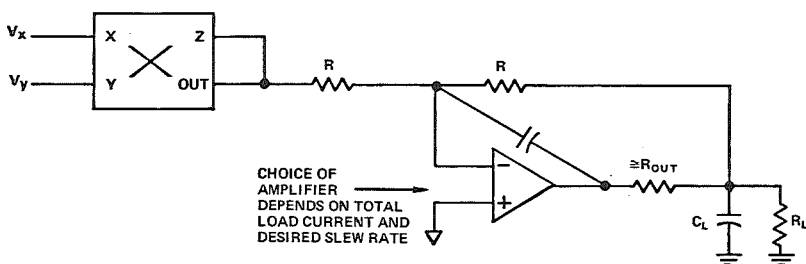 Vx
X
Z
Vy
Y
OUT
R
R
CHOICE OF
AMPLIFIER
DEPENDS ON TOTAL
LOAD CURRENT AND
DESIRED SLEW RATE
−
+
≅ROUT
CL
RL